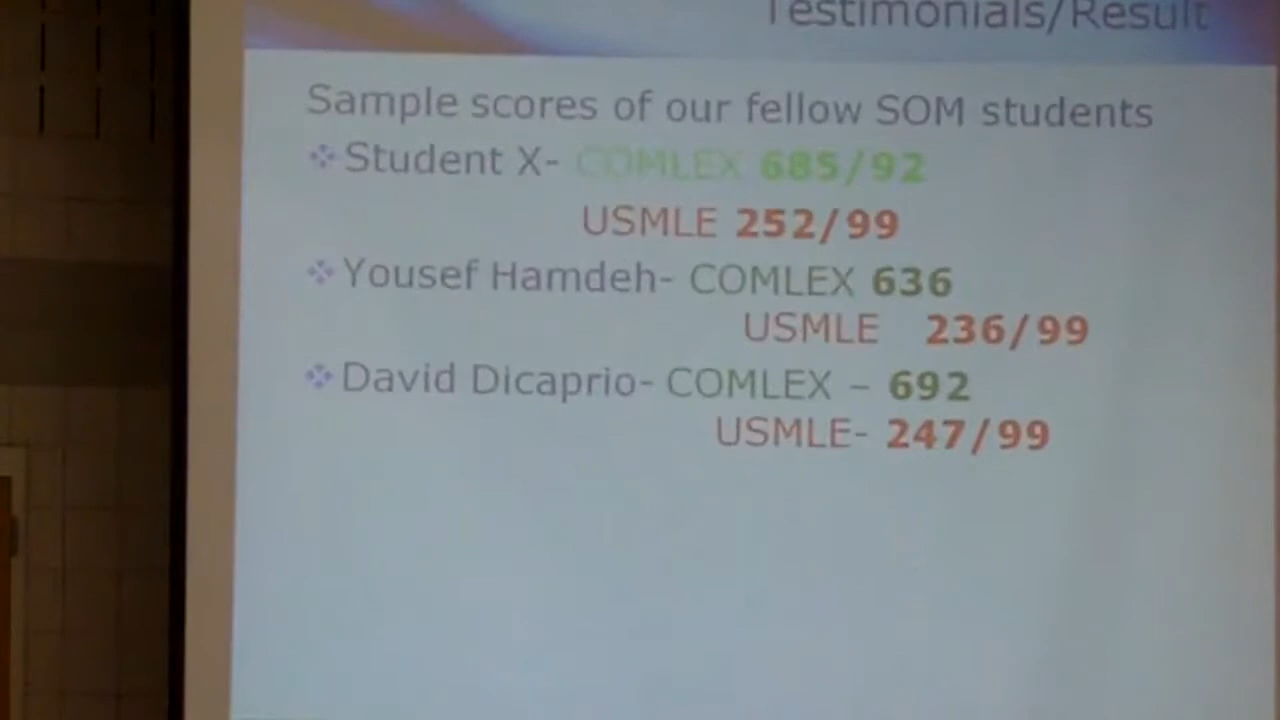 Testimonials/Result
Sample scores of our fellow SOM students
❖ Student X- COMLEX 685/92
USMLE 252/99
❖ Yousef Hamdeh- COMLEX 636
USMLE 236/99
❖ David Dicaprio- COMLEX – 692
USMLE- 247/99